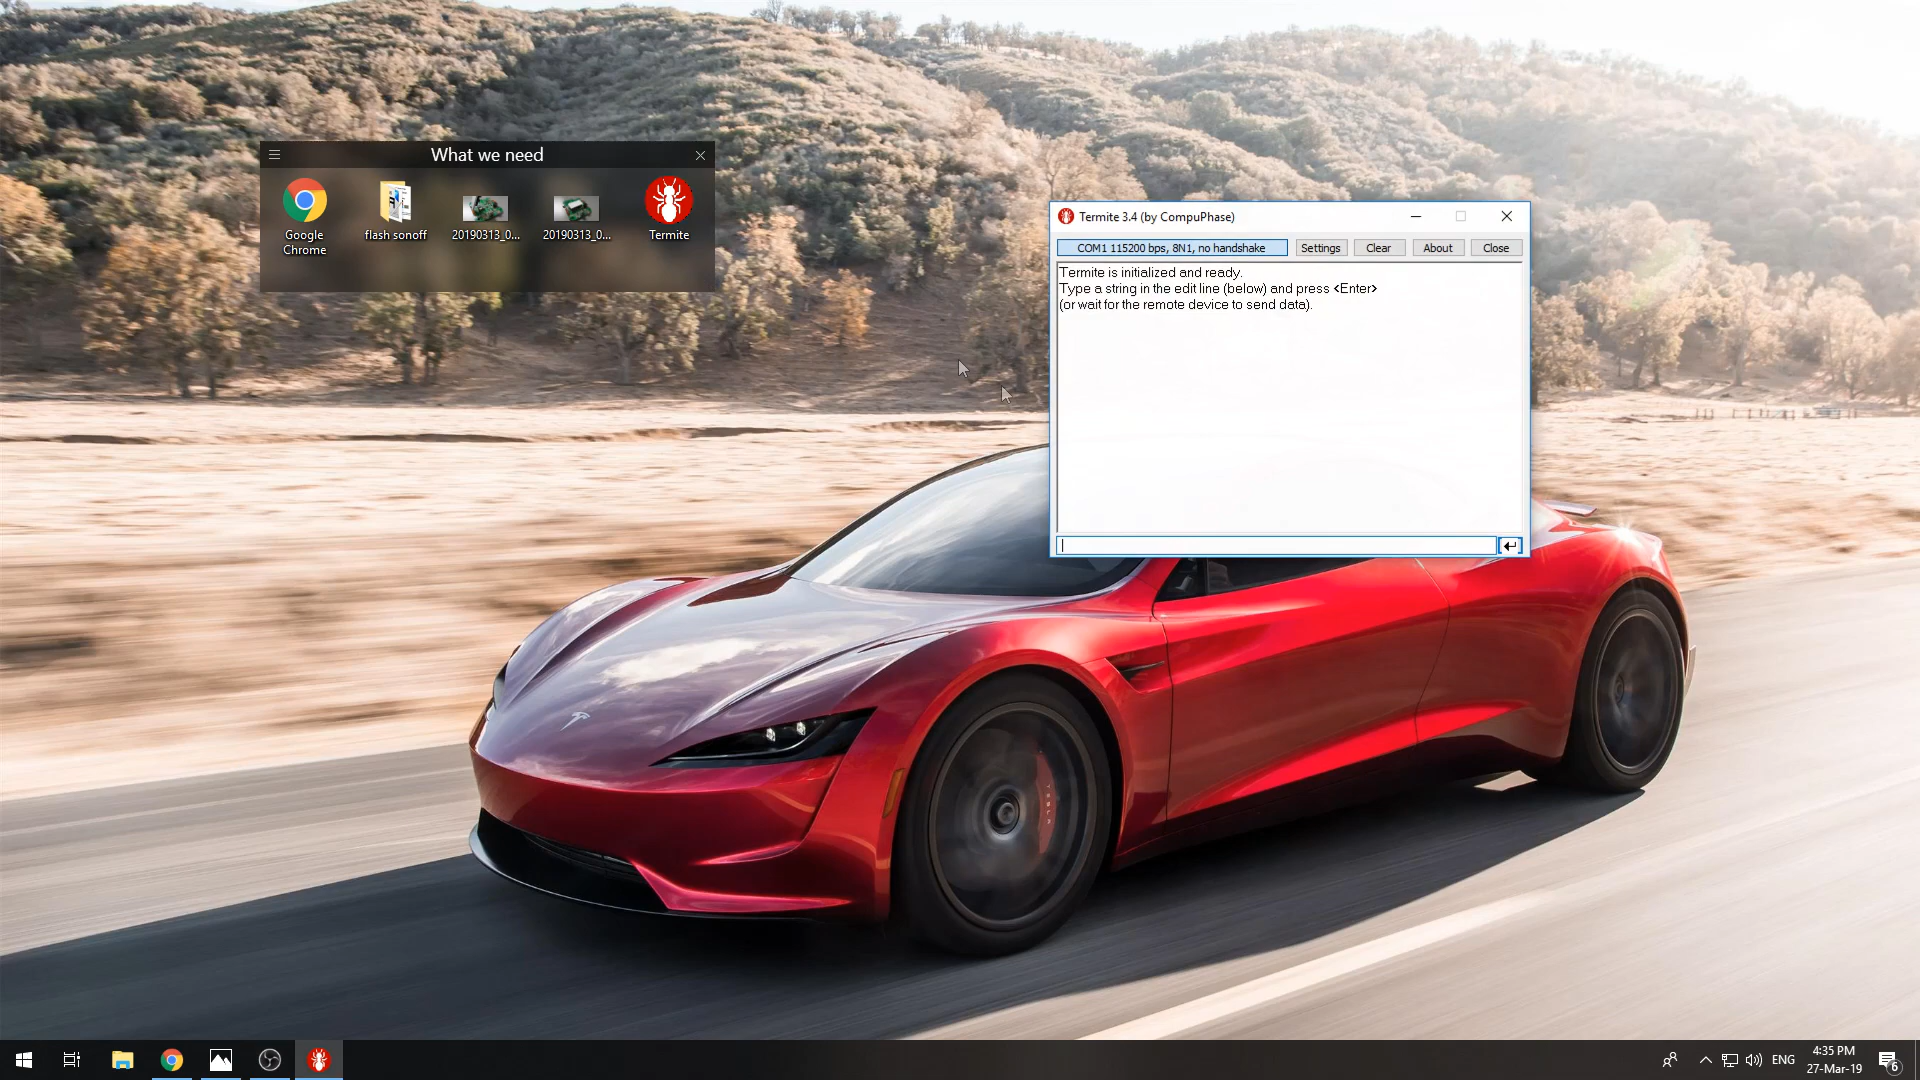 What we need
Google
Chrome
flash sonoff
20190313_0...
20190313_0...
Termite
Termite 3.4 (by CompuPhase)
COM1 115200 bps, 8N1, no handshake
Settings
Clear
About
Close
Termite is initialized and ready.
Type a string in the edit line (below) and press <Enter>
(or wait for the remote device to send data).
TESLA
ENG
4:35 PM
27-Mar-19
6